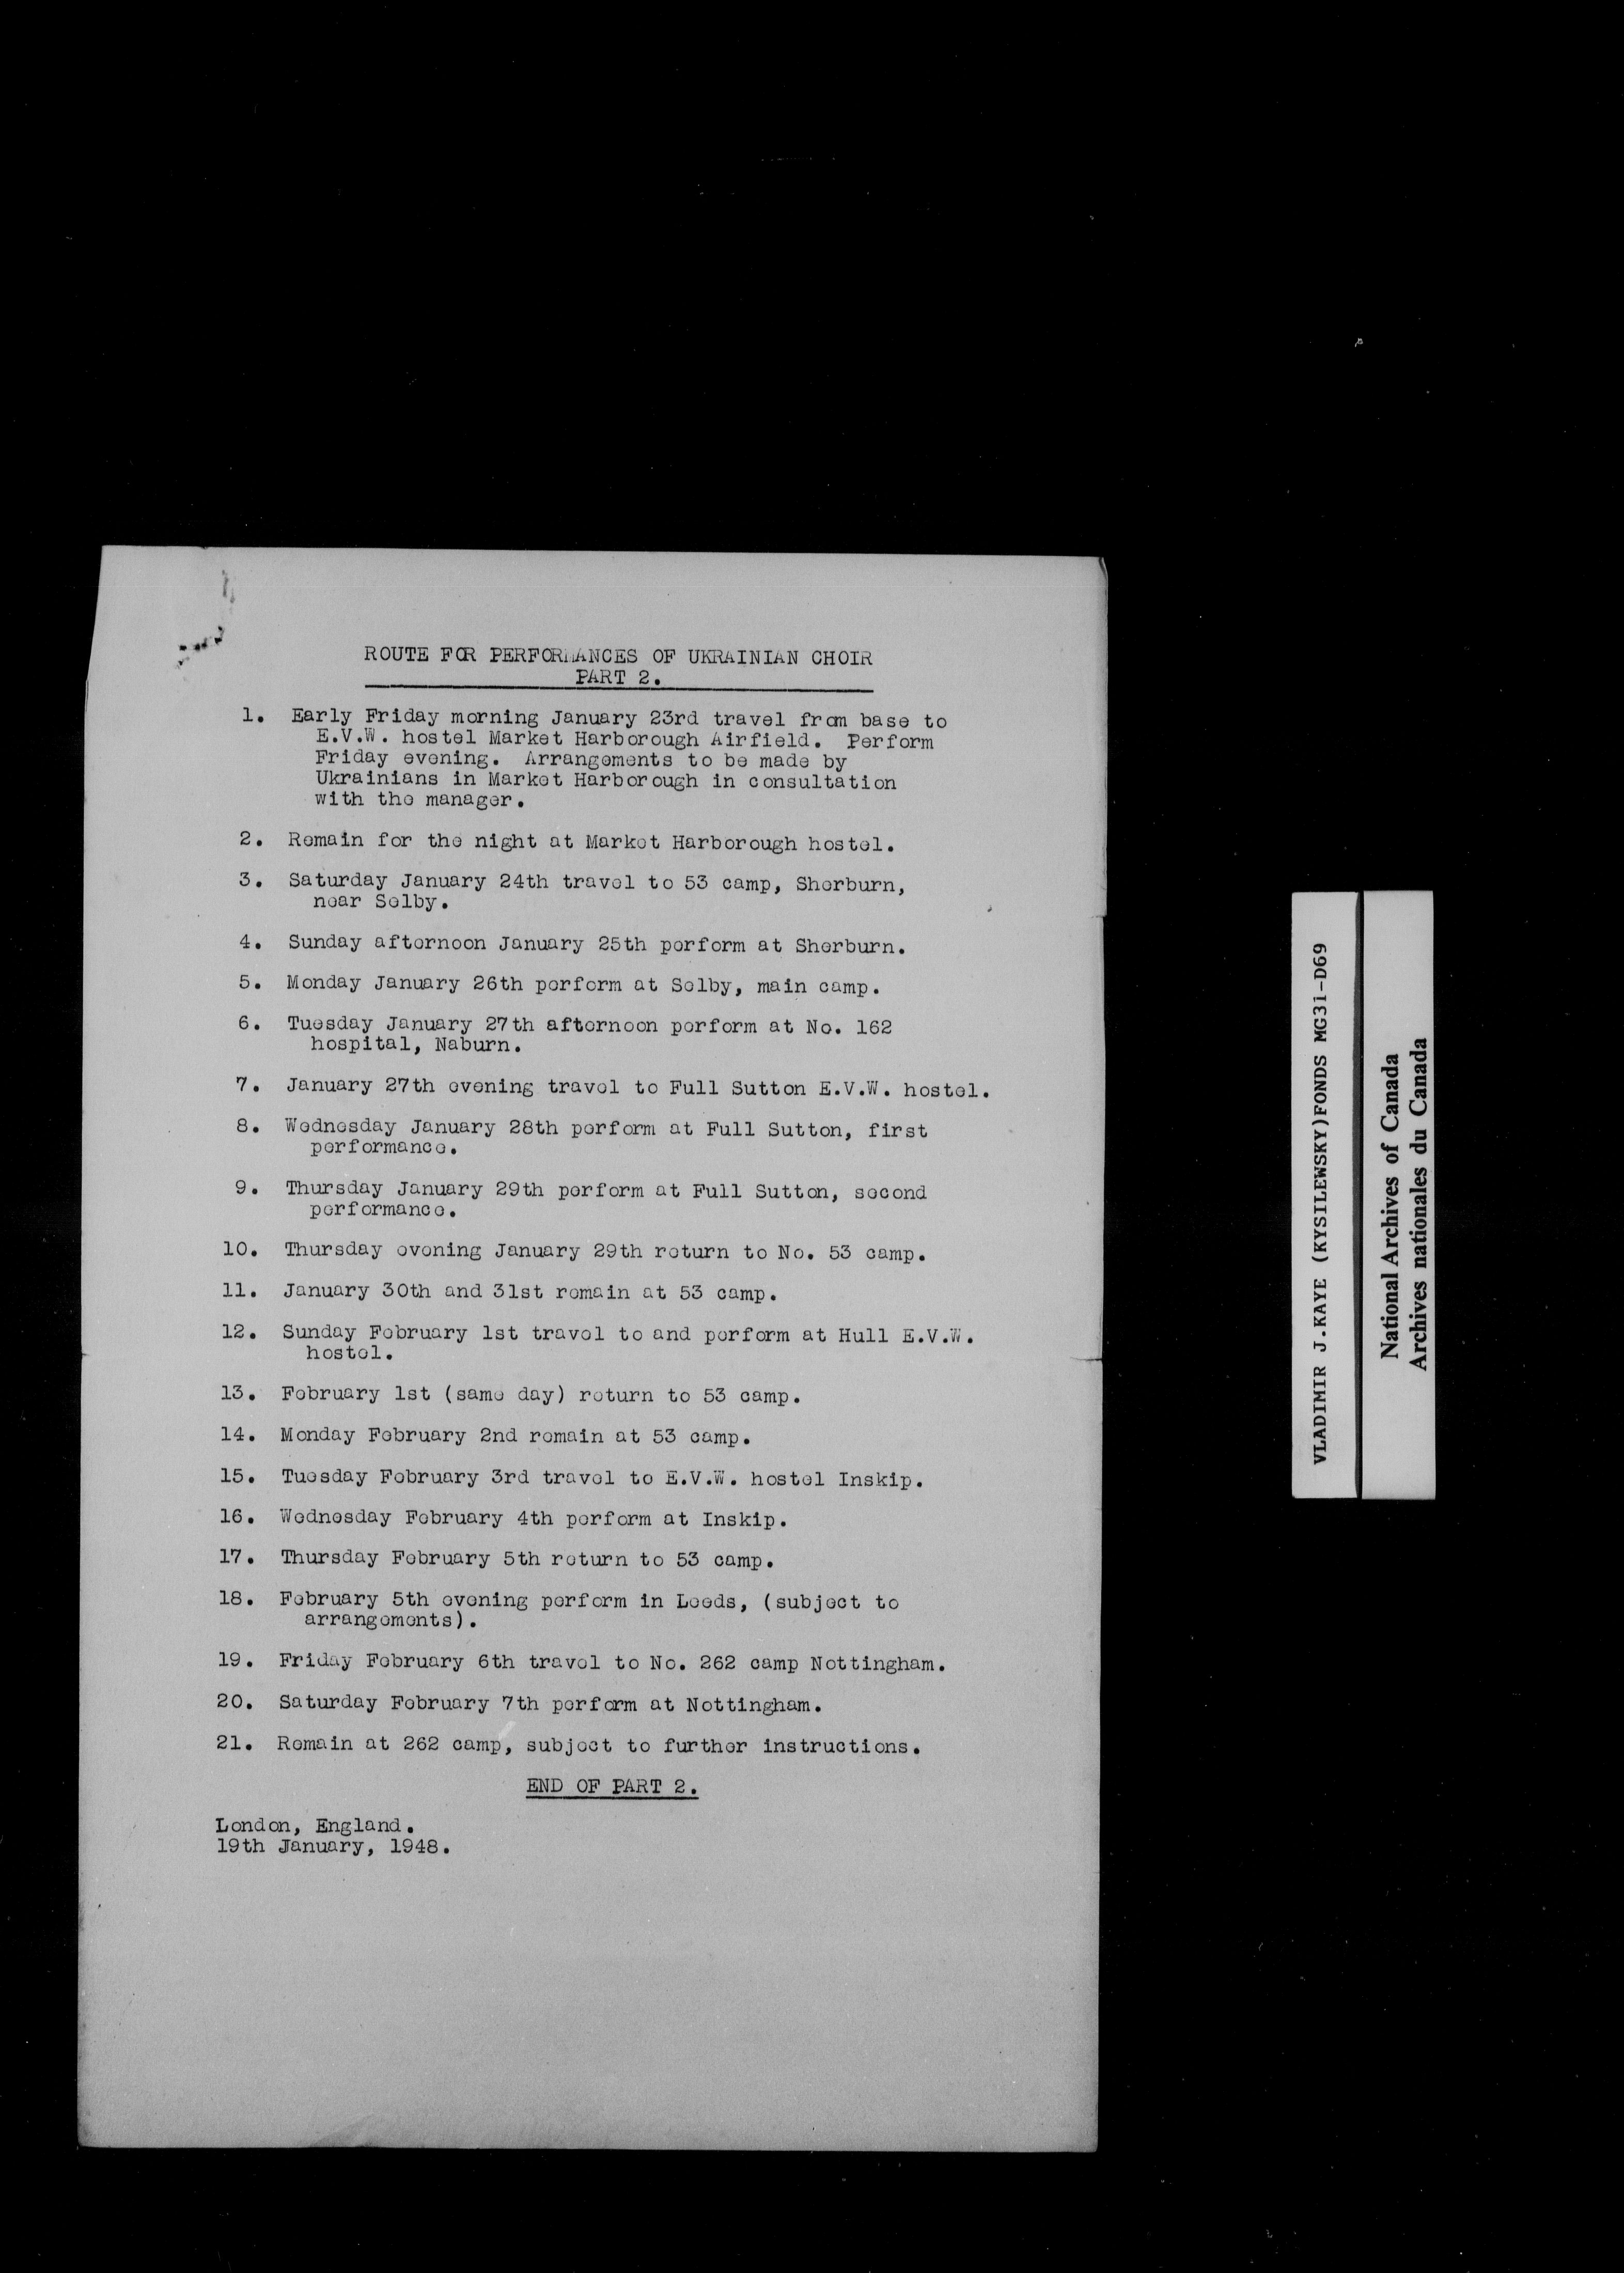 ROUTE FOR PERFORMANCES OF UKRAINIAN CHOIR
PART 2.
1. Early Friday morning January 23rd travel from base to
E.V.W. hostel Market Harborough Airfield. Perform
Friday evening. Arrangements to be made by
Ukrainians in Market Harborough in consultation
with the manager.
2. Remain for the night at Market Harborough hostel.
3. Saturday January 24th travel to 53 camp, Sherburn,
near Selby.
4. Sunday afternoon January 25th perform at Sherburn.
5. Monday January 26th perform at Selby, main camp.
6. Tuesday January 27th afternoon perform at No. 162
hospital, Naburn.
7. January 27th evening travel to Full Sutton E.V.W. hostel.
8. Wednesday January 28th perform at Full Sutton, first
performance.
9. Thursday January 29th perform at Full Sutton, second
performance.
10. Thursday evening January 29th return to No. 53 camp.
11. January 30th and 31st remain at 53 camp.
12. Sunday February 1st travel to and perform at Hull E.V.W.
hostel.
13. February 1st (same day) return to 53 camp.
14. Monday February 2nd remain at 53 camp.
15. Tuesday February 3rd travel to E.V.W. hostel Inskip.
16. Wednesday February 4th perform at Inskip.
17. Thursday February 5th return to 53 camp.
18. February 5th evening perform in Leeds, (subject to
arrangements).
19. Friday February 6th travel to No. 262 camp Nottingham.
20. Saturday February 7th perform at Nottingham.
21. Remain at 262 camp, subject to further instructions.
END OF PART 2.
London, England.
19th January, 1948.
VLADIMIR J.KAYE (KYSILEWSKY)FONDS MG31-D69
National Archives of Canada
Archives nationales du Canada